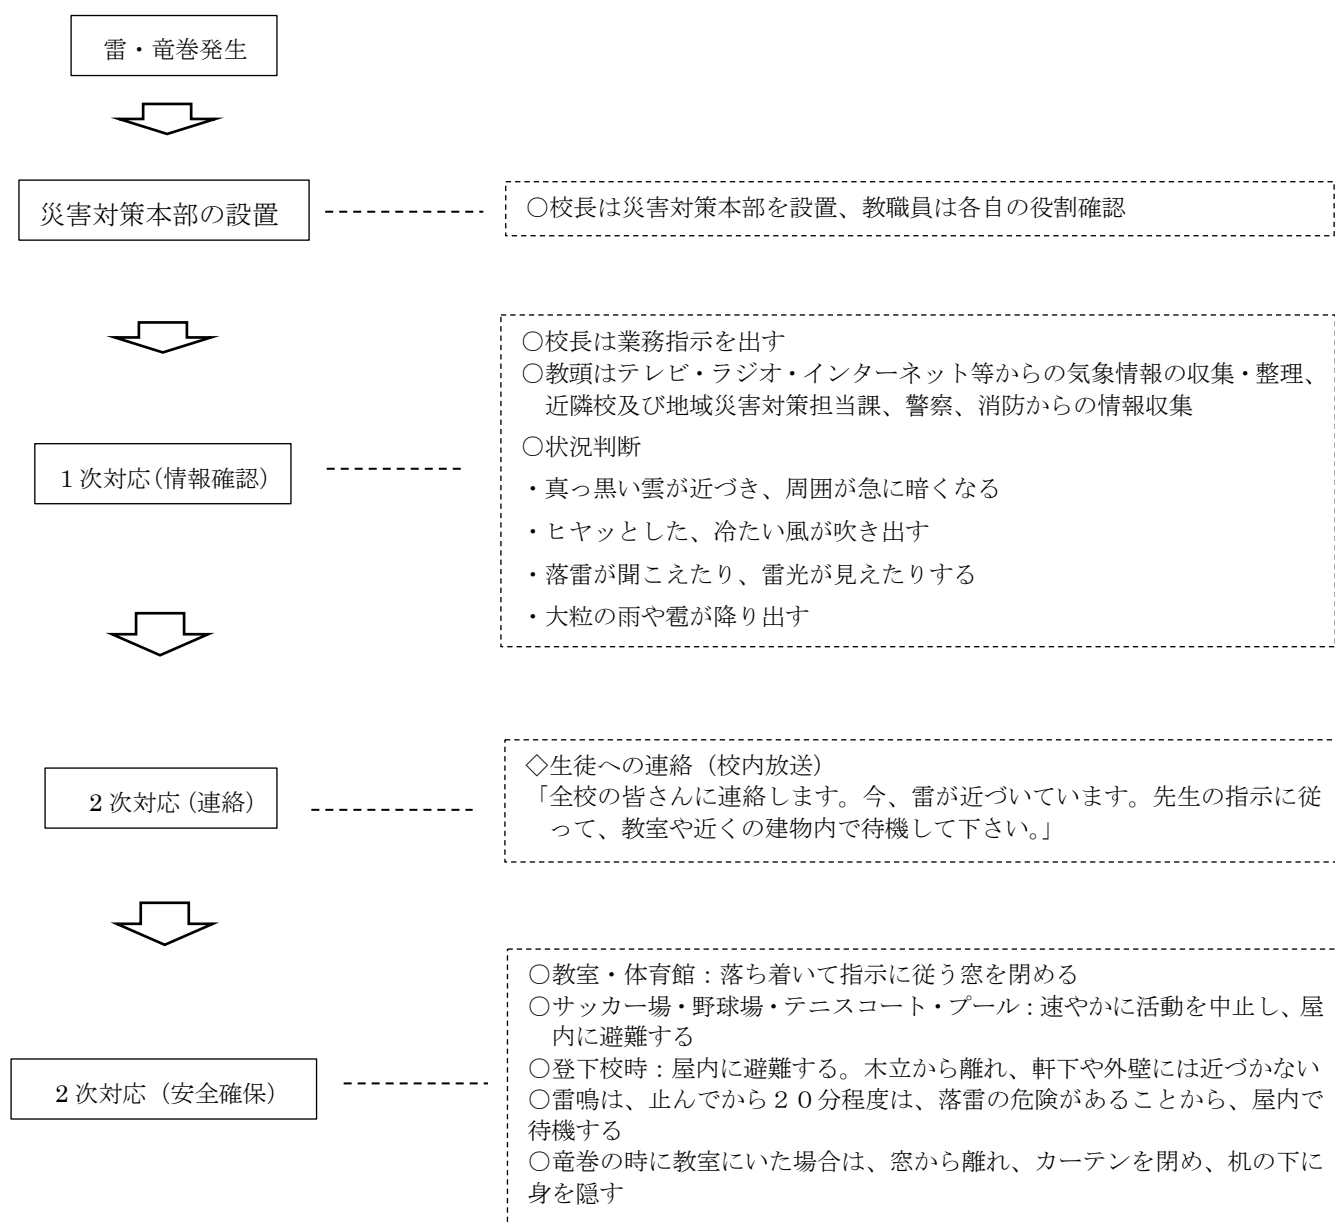 雷・竜巻発生
災害対策本部の設置
○校長は災害対策本部を設置、教職員は各自の役割確認
○校長は業務指示を出す
○教頭はテレビ・ラジオ・インターネット等からの気象情報の収集・整理、
近隣校及び地域災害対策担当課、警察、消防からの情報収集
1次対応（情報確認）
○状況判断
・真っ黒い雲が近づき、周囲が急に暗くなる
・ヒヤッとした、冷たい風が吹き出す
・落雷が聞こえたり、雷光が見えたりする
・大粒の雨や雹が降り出す
2次対応（連絡）
◇生徒への連絡（校内放送）
「全校の皆さんに連絡します。今、雷が近づいています。先生の指示に従
って、教室や近くの建物内で待機して下さい。」
2次対応（安全確保）
○教室・体育館：落ち着いて指示に従う窓を閉める
○サッカー場・野球場・テニスコート・プール：速やかに活動を中止し、屋
内に避難する
○登下校時：屋内に避難する。木立から離れ、軒下や外壁には近づかない
○雷鳴は、止んでから２０分程度は、落雷の危険があることから、屋内で
待機する
○竜巻の時に教室にいた場合は、窓から離れ、カーテンを閉め、机の下に
身を隠す